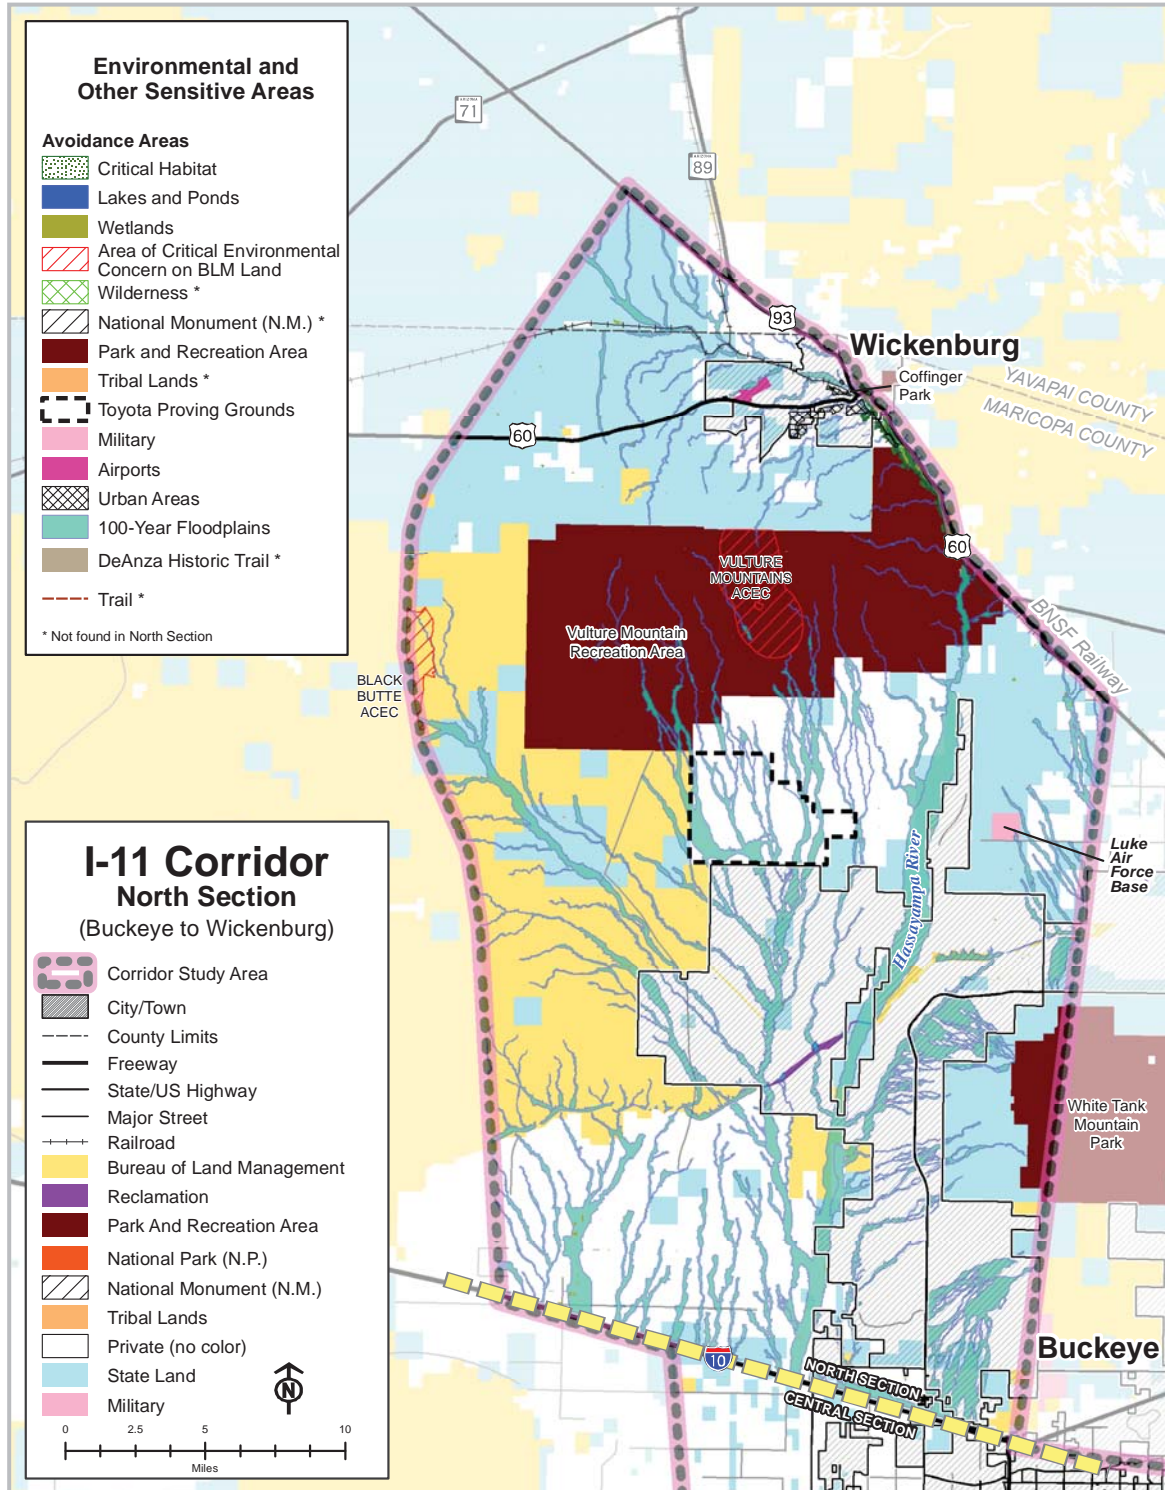 Environmental and
Other Sensitive Areas
Avoidance Areas
Critical Habitat
Lakes and Ponds
Wetlands
Area of Critical Environmental
Concern on BLM Land
Wilderness *
National Monument (N.M.) *
Park and Recreation Area
Tribal Lands *
Toyota Proving Grounds
Military
Airports
Urban Areas
100-Year Floodplains
DeAnza Historic Trail *
Trail *
* Not found in North Section
ARIZONA
71
ARIZONA
89
93
Wickenburg
Coffinger
Park
YAVAPAI COUNTY
MARICOPA COUNTY
60
60
VULTURE
MOUNTAINS
ACEC
Vulture Mountain
Recreation Area
BNSF Railway
BLACK
BUTTE
ACEC
Hassayampa River
Luke
Air
Force
Base
White Tank
Mountain
Park
Buckeye
10
NORTH SECTION
CENTRAL SECTION
I-11 Corridor
North Section
(Buckeye to Wickenburg)
Corridor Study Area
City/Town
County Limits
Freeway
State/US Highway
Major Street
Railroad
Bureau of Land Management
Reclamation
Park And Recreation Area
National Park (N.P.)
National Monument (N.M.)
Tribal Lands
Private (no color)
State Land
Military
N
0 2.5 5 10
Miles